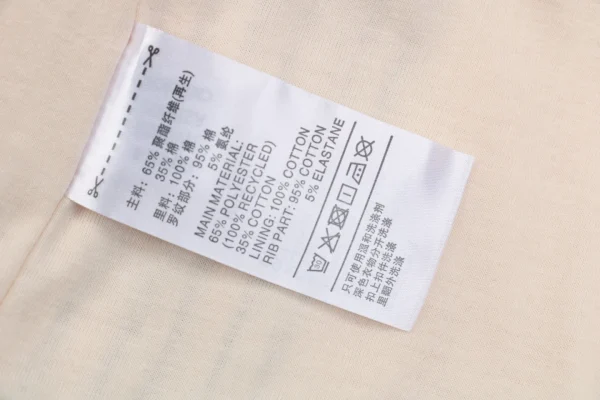 主料: 65% 聚酯纤维(再生)
35% 棉
里料: 100% 棉
罗纹部分: 95% 棉
5% 氨纶
MAIN MATERIAL:
65% POLYESTER
(100% RECYCLED)
35% COTTON
LINING: 100% COTTON
RIB PART: 95% COTTON
5% ELASTANE
只可使用温和洗涤剂
深色衣物分开洗涤
扣上扣件洗涤
里翻外洗涤